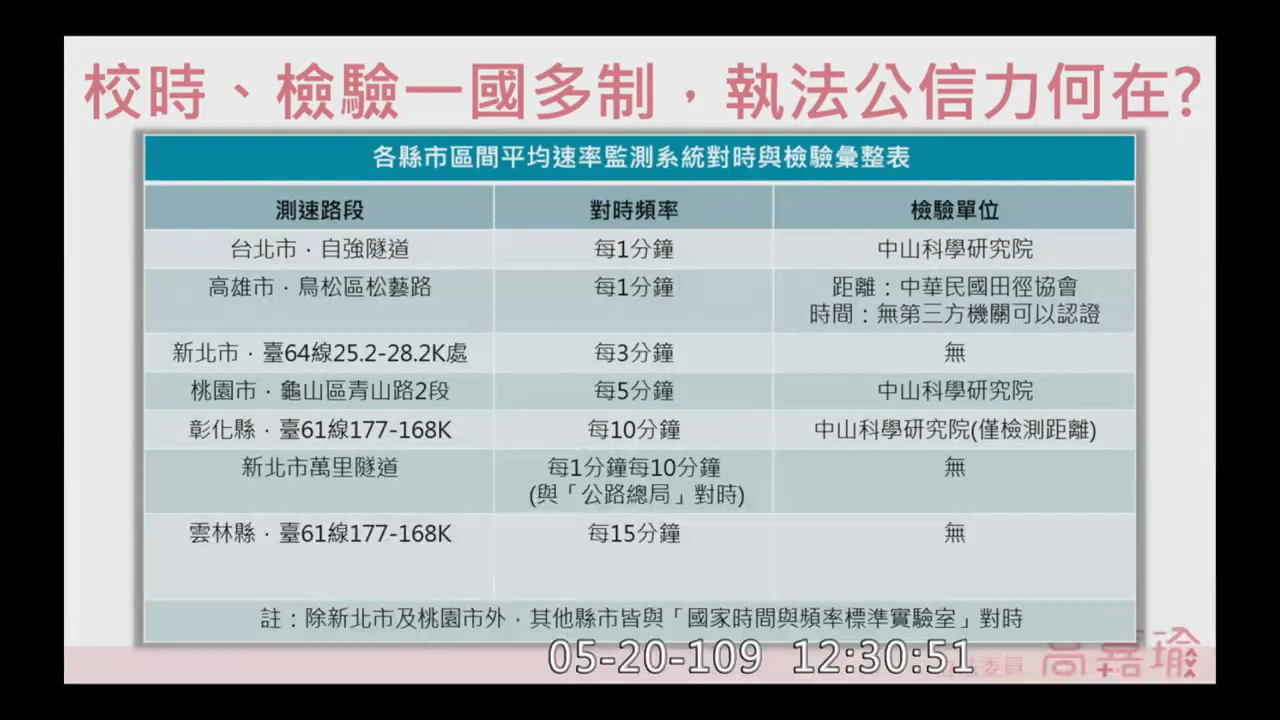 校時、檢驗一國多制，執法公信力何在?
各縣市區間平均速率監測系統對時與檢驗彙整表
測速路段 對時頻率 檢驗單位
台北市．自強隧道 每1分鐘 中山科學研究院
高雄市．鳥松區松藝路 每1分鐘 距離：中華民國田徑協會
時間：無第三方機關可以認證
新北市．臺64線25.2-28.2K處 每3分鐘 無
桃園市．龜山區青山路2段 每5分鐘 中山科學研究院
彰化縣．臺61線177-168K 每10分鐘 中山科學研究院(僅檢測距離)
新北市萬里隧道 每1分鐘每10分鐘 無
(與「公路總局」對時)
雲林縣．臺61線177-168K 每15分鐘 無
註：除新北市及桃園市外，其他縣市皆與「國家時間與頻率標準實驗室」對時
05-20-109 12:30:51
委員 高嘉瑜